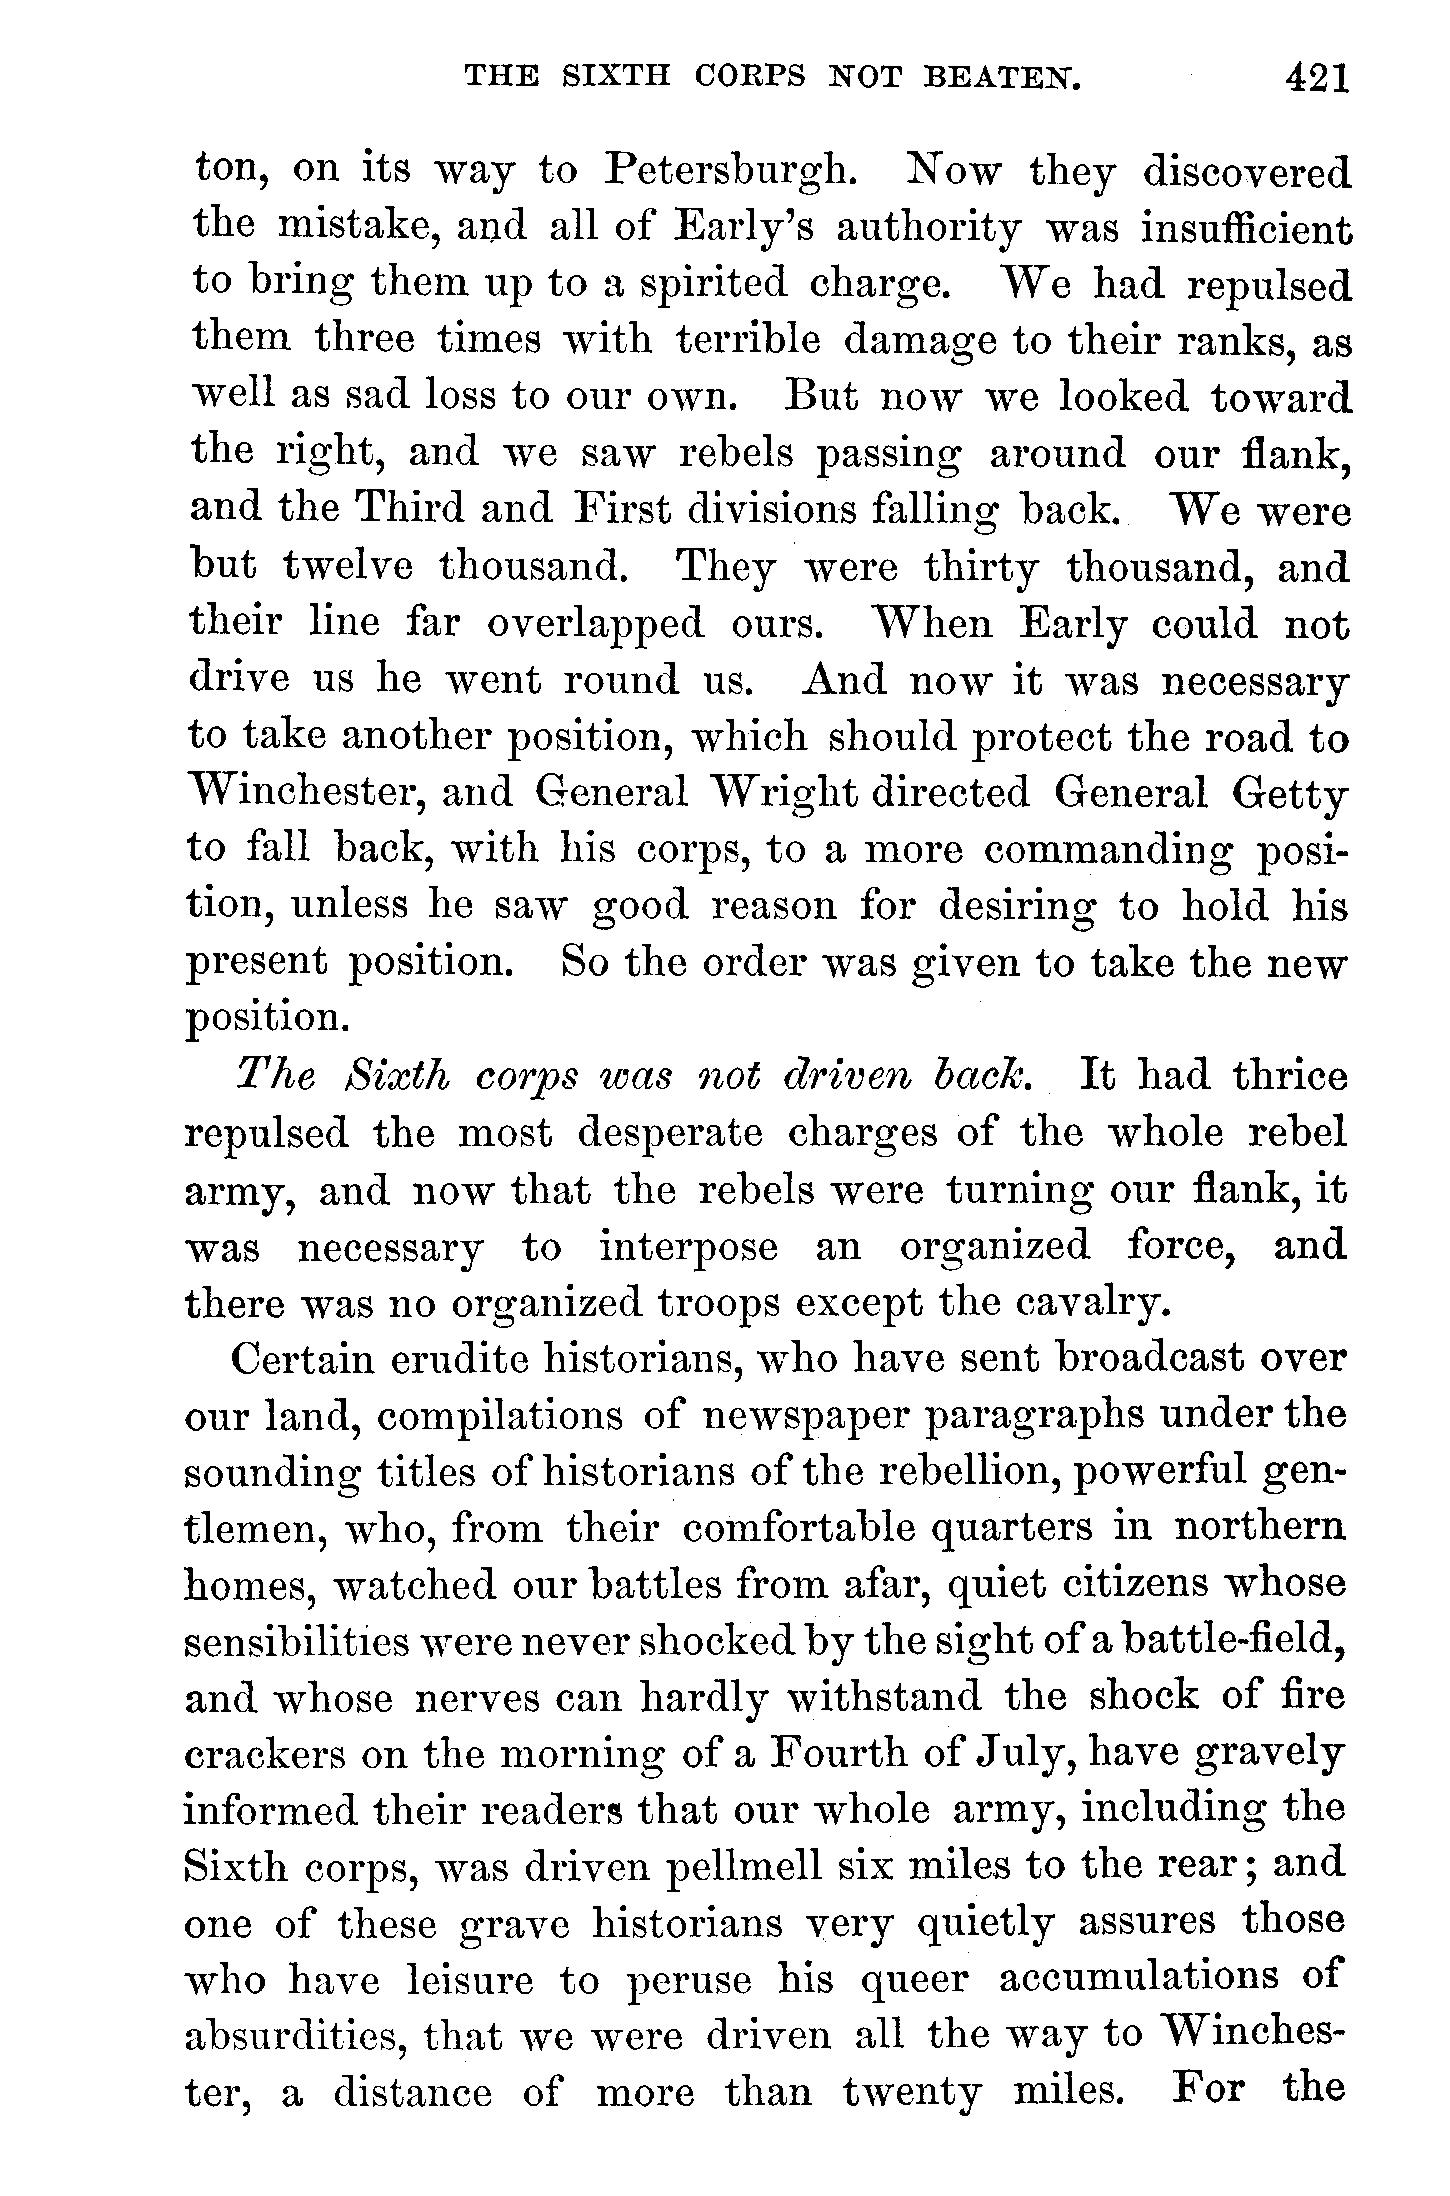 THE SIXTH CORPS NOT BEATEN. 421
ton, on its way to Petersburgh. Now they discovered
the mistake, and all of Early's authority was insufficient
to bring them up to a spirited charge. We had repulsed
them three times with terrible damage to their ranks, as
well as sad loss to our own. But now we looked toward
the right, and we saw rebels passing around our flank,
and the Third and First divisions falling back. We were
but twelve thousand. They were thirty thousand, and
their line far overlapped ours. When Early could not
drive us he went round us. And now it was necessary
to take another position, which should protect the road to
Winchester, and General Wright directed General Getty
to fall back, with his corps, to a more commanding posi-
tion, unless he saw good reason for desiring to hold his
present position. So the order was given to take the new
position.
The Sixth corps was not driven back. It had thrice
repulsed the most desperate charges of the whole rebel
army, and now that the rebels were turning our flank, it
was necessary to interpose an organized force, and
there was no organized troops except the cavalry.
Certain erudite historians, who have sent broadcast over
our land, compilations of newspaper paragraphs under the
sounding titles of historians of the rebellion, powerful gen-
tlemen, who, from their comfortable quarters in northern
homes, watched our battles from afar, quiet citizens whose
sensibilities were never shocked by the sight of a battle-field,
and whose nerves can hardly withstand the shock of fire
crackers on the morning of a Fourth of July, have gravely
informed their readers that our whole army, including the
Sixth corps, was driven pellmell six miles to the rear; and
one of these grave historians very quietly assures those
who have leisure to peruse his queer accumulations of
absurdities, that we were driven all the way to Winches-
ter, a distance of more than twenty miles. For the